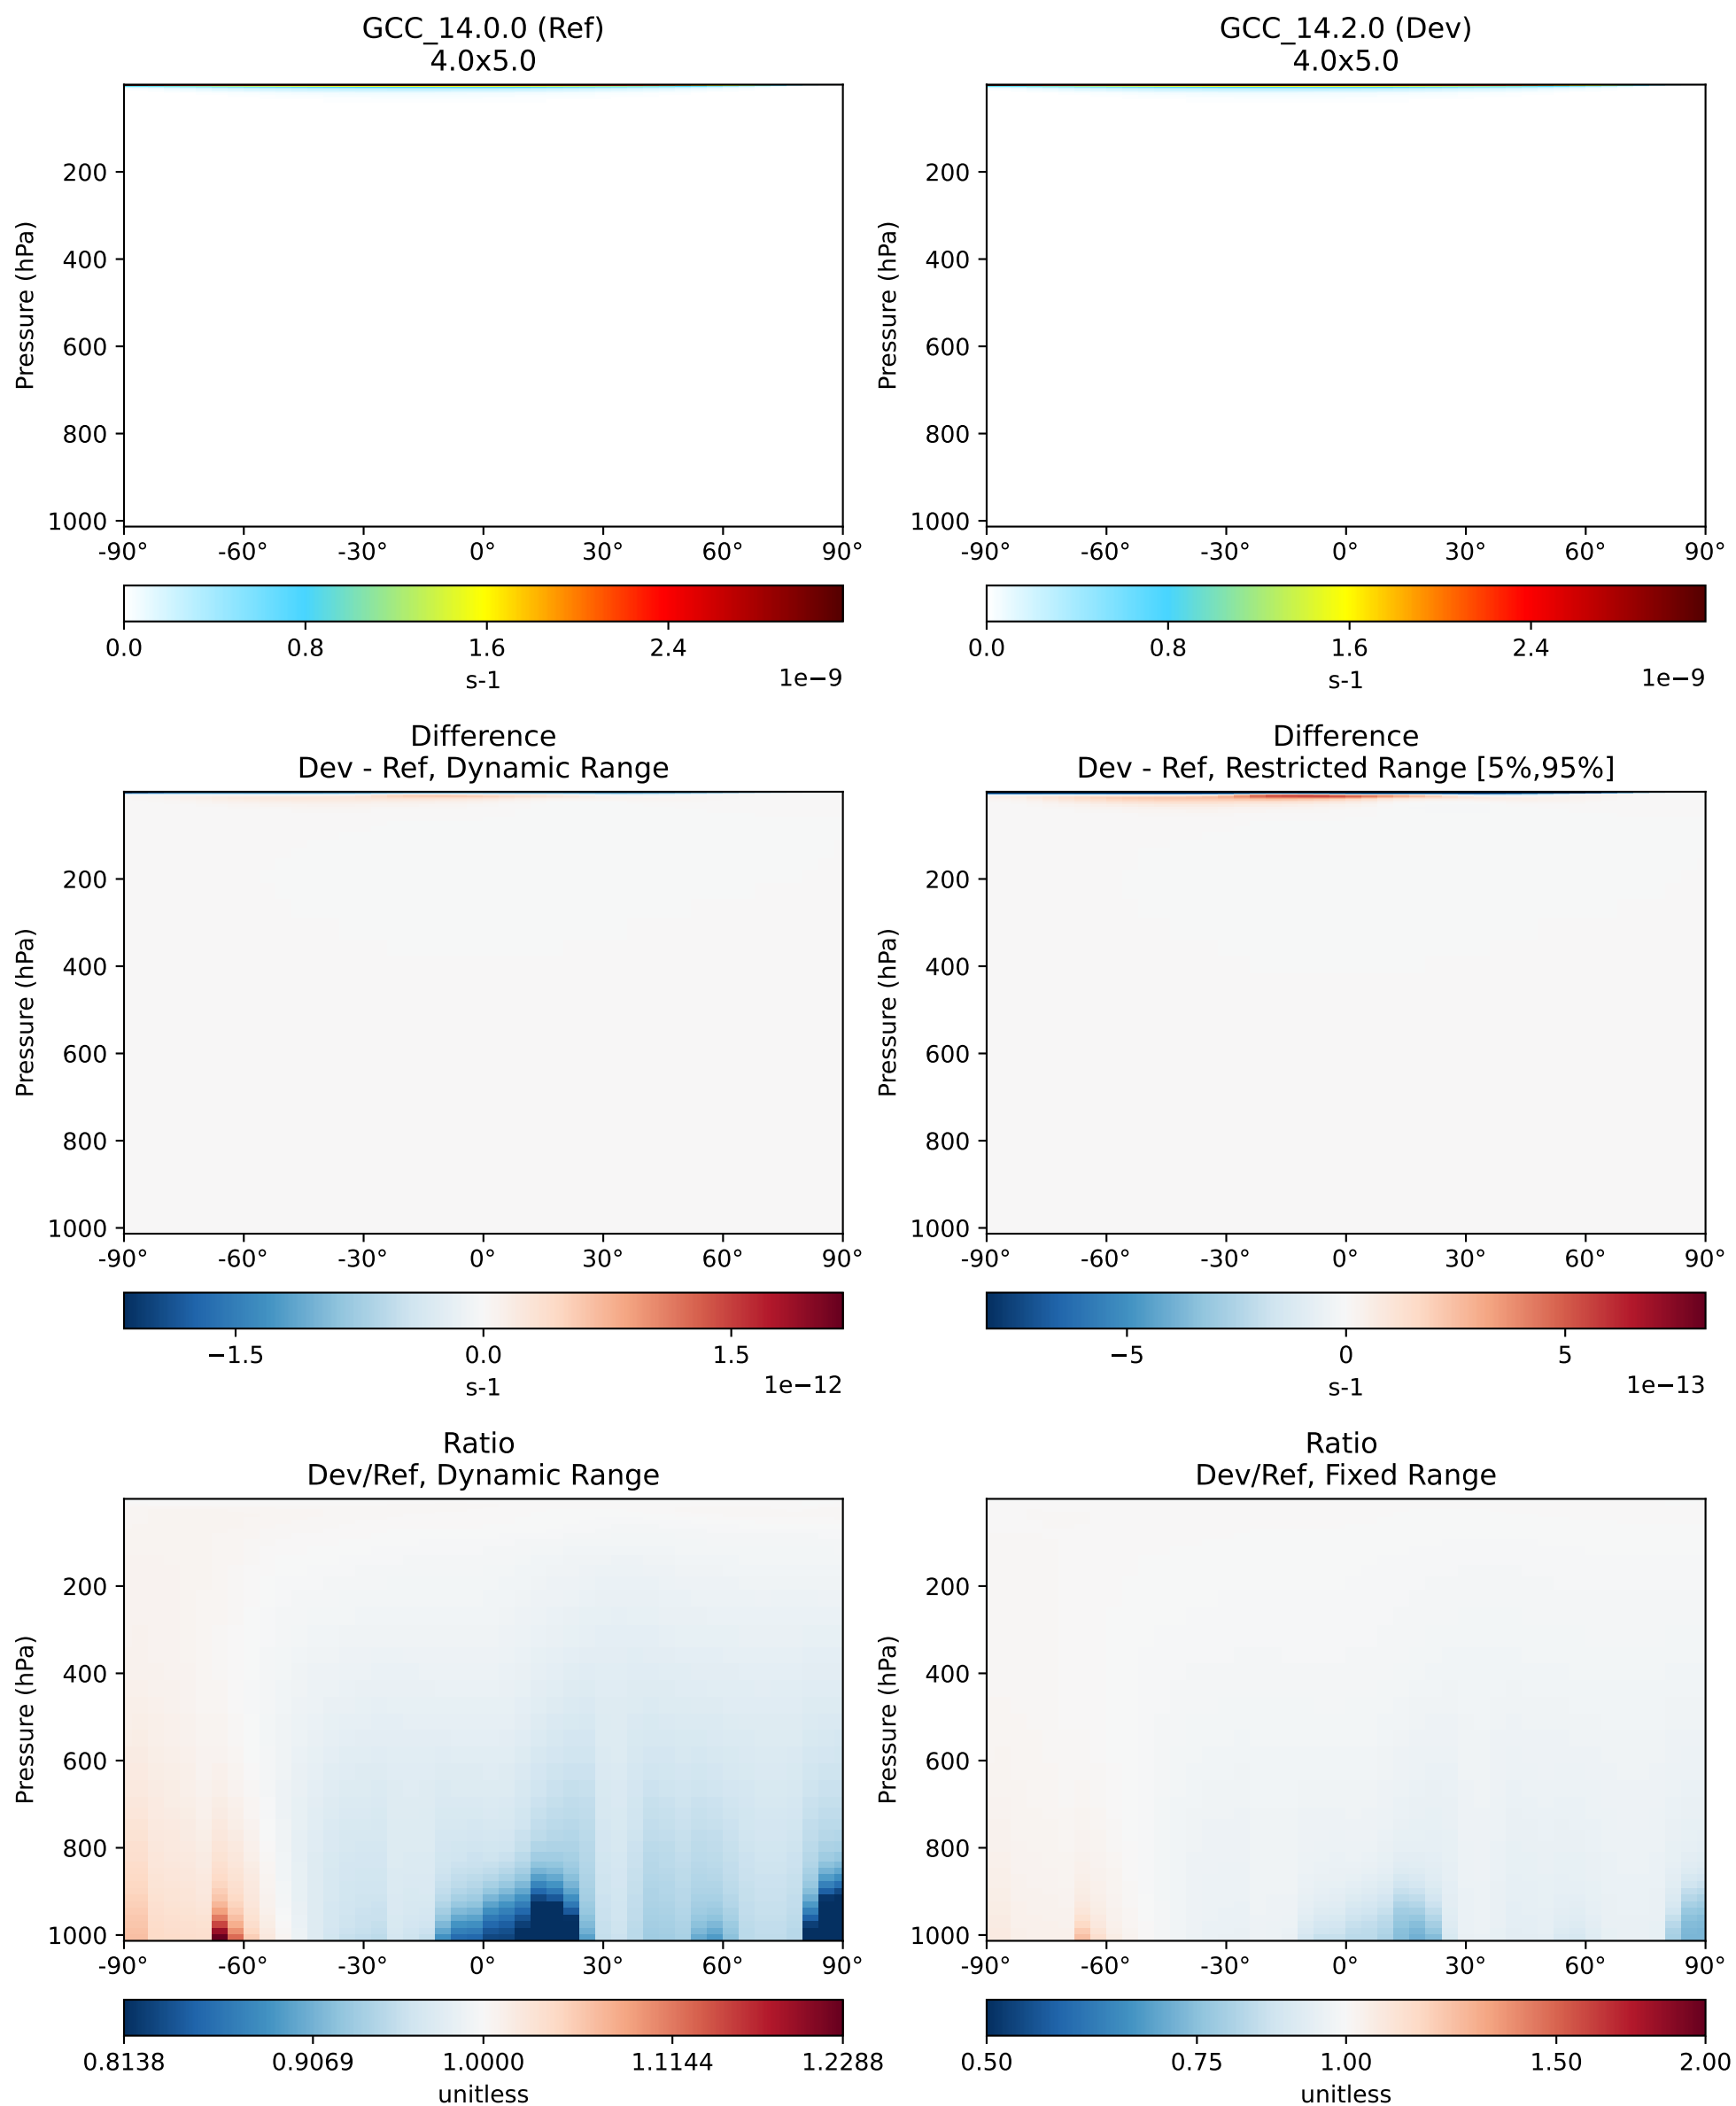 GCC_14.0.0 (Ref)
4.0x5.0
Pressure (hPa)
200
400
600
800
1000
-90° -60° -30° 0° 30° 60° 90°
0.0 0.8 1.6 2.4
s-1
1e−9
GCC_14.2.0 (Dev)
4.0x5.0
Pressure (hPa)
200
400
600
800
1000
-90° -60° -30° 0° 30° 60° 90°
0.0 0.8 1.6 2.4
s-1
1e−9
Difference
Dev - Ref, Dynamic Range
Pressure (hPa)
200
400
600
800
1000
-90° -60° -30° 0° 30° 60° 90°
−1.5 0.0 1.5
s-1
1e−12
Difference
Dev - Ref, Restricted Range [5%,95%]
Pressure (hPa)
200
400
600
800
1000
-90° -60° -30° 0° 30° 60° 90°
−5 0 5
s-1
1e−13
Ratio
Dev/Ref, Dynamic Range
Pressure (hPa)
200
400
600
800
1000
-90° -60° -30° 0° 30° 60° 90°
0.8138 0.9069 1.0000 1.1144 1.2288
unitless
Ratio
Dev/Ref, Fixed Range
Pressure (hPa)
200
400
600
800
1000
-90° -60° -30° 0° 30° 60° 90°
0.50 0.75 1.00 1.50 2.00
unitless